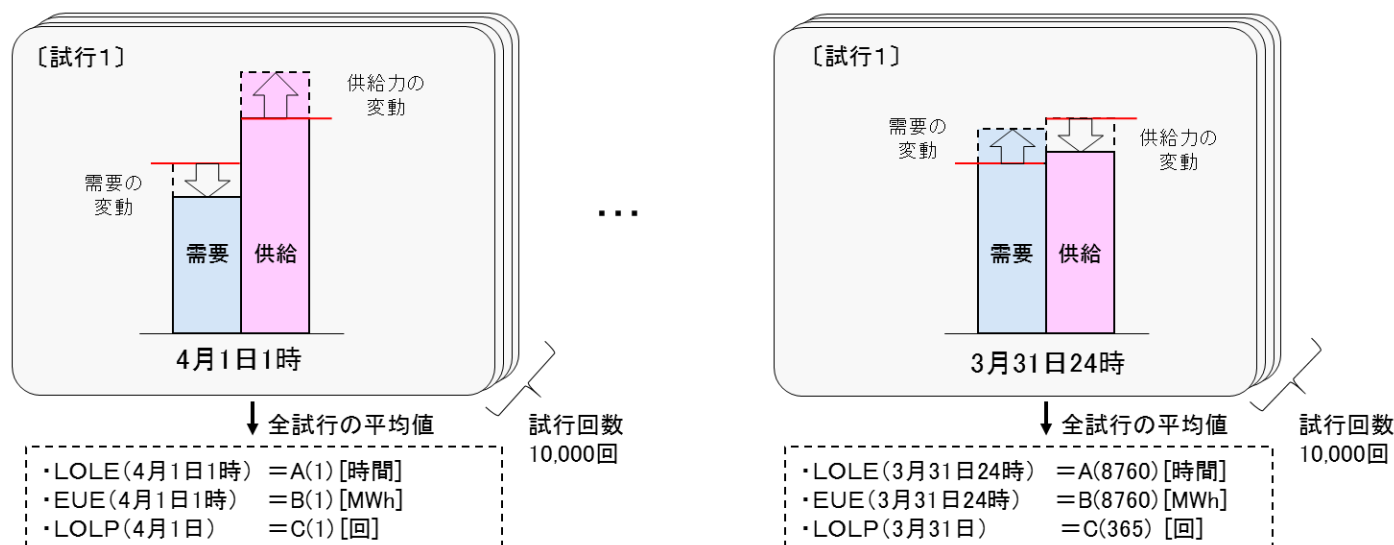 〔試行１〕
供給力の
変動
需要の
変動
需要
供給
4月1日1時
全試行の平均値
試行回数
10,000回
・LOLE(4月1日1時) ＝A(1)[時間]
・EUE(4月1日1時) ＝B(1)[MWh]
・LOLP(4月1日) ＝C(1)[回]
…
〔試行１〕
需要の
変動
供給力の
変動
需要
供給
3月31日24時
全試行の平均値
試行回数
10,000回
・LOLE(3月31日24時) ＝A(8760)[時間]
・EUE(3月31日24時) ＝B(8760)[MWh]
・LOLP(3月31日) ＝C(365) [回]